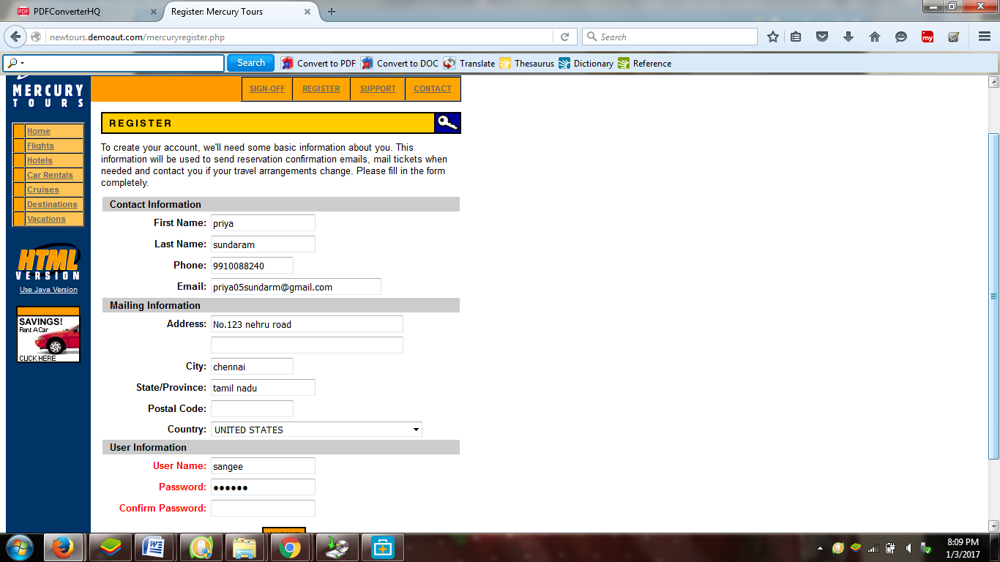 PDFConverterHQ
Register: Mercury Tours
newtours.demoaut.com/mercuryregister.php
Search
my
Search
Convert to PDF
Convert to DOC
Translate
Thesaurus
Dictionary
Reference
MERCURY
TOURS
SIGN-OFF
REGISTER
SUPPORT
CONTACT
Home
Flights
Hotels
Car Rentals
Cruises
Destinations
Vacations
HTML
VERSION
Use Java Version
SAVINGS!
Rent A Car
CLICK HERE
REGISTER
To create your account, we'll need some basic information about you. This
information will be used to send reservation confirmation emails, mail tickets when
needed and contact you if your travel arrangements change. Please fill in the form
completely.
Contact Information
First Name: priya
Last Name: sundaram
Phone: 9910088240
Email: priya05sundarm@gmail.com
Mailing Information
Address: No.123 nehru road
City: chennai
State/Province: tamil nadu
Postal Code:
Country: UNITED STATES
User Information
User Name: sangee
Password: ●●●●●●
Confirm Password:
8:09 PM
1/3/2017